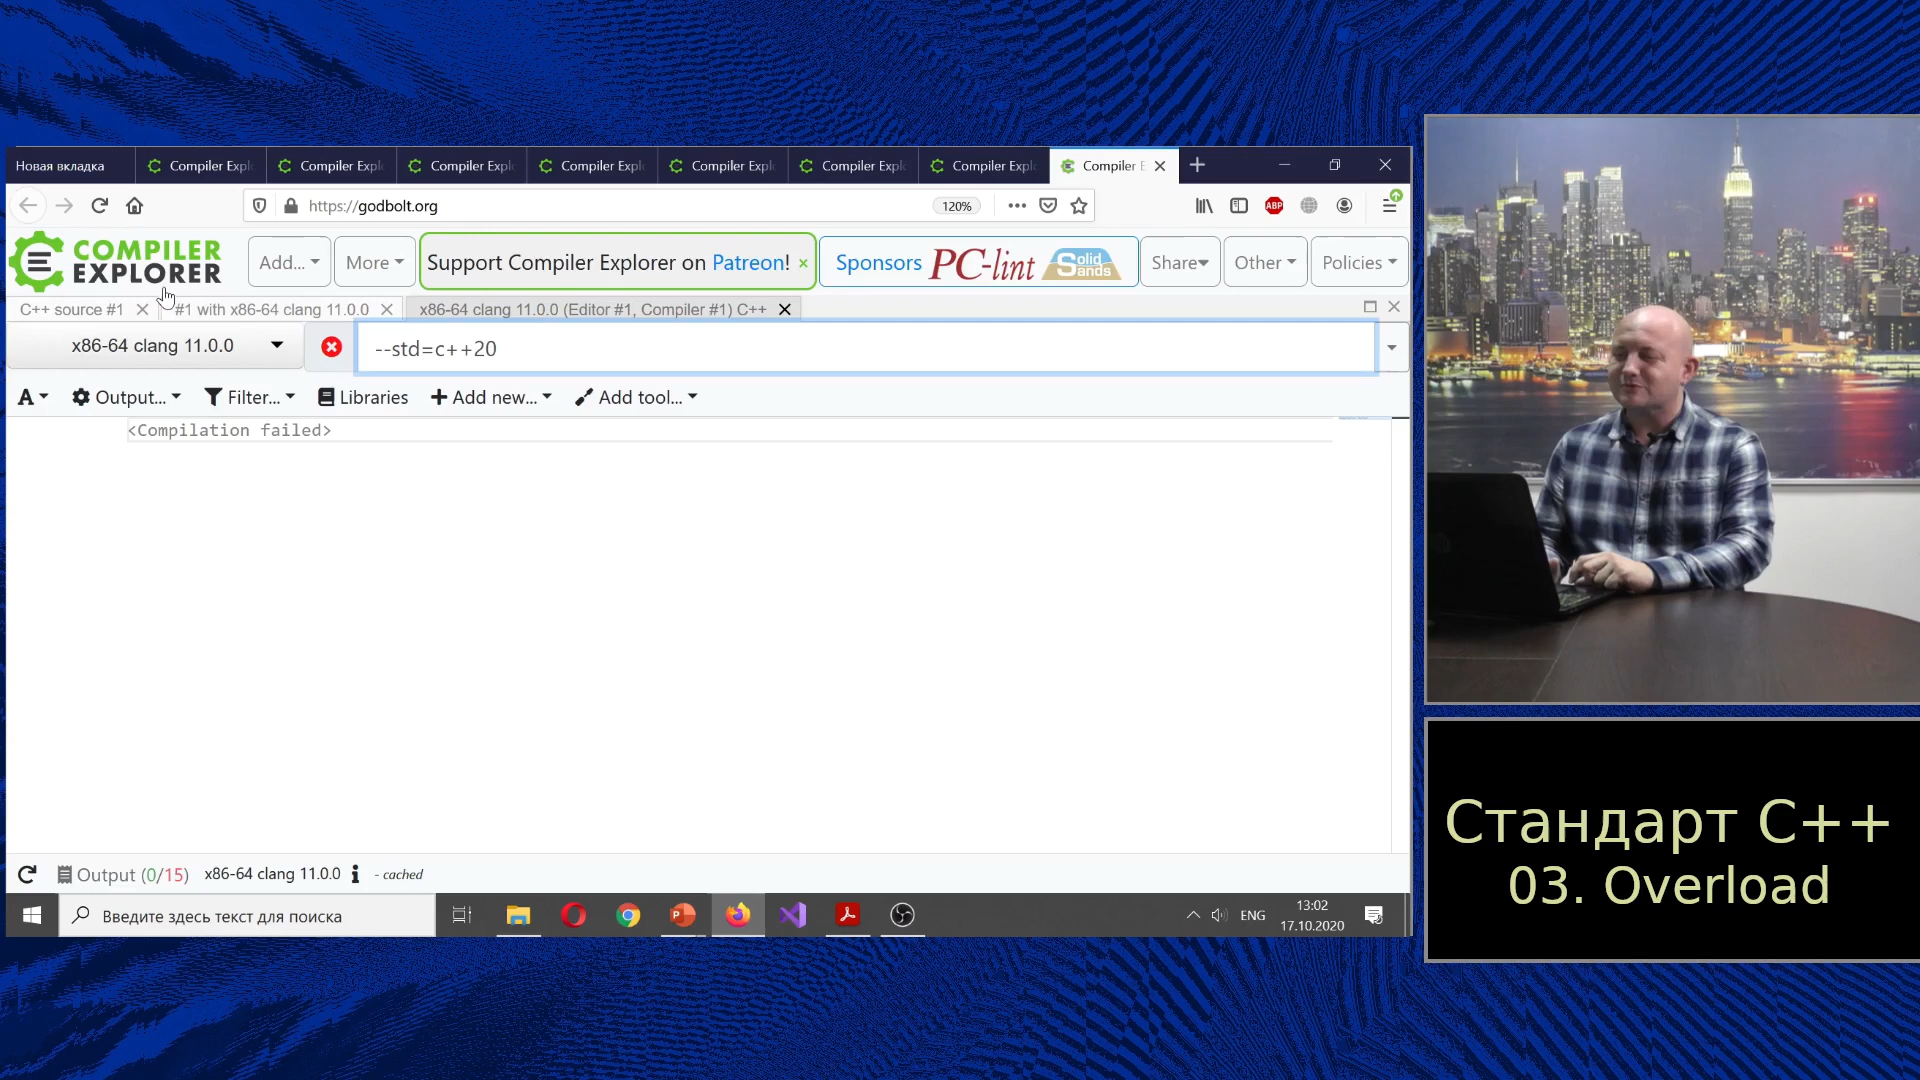 Новая вкладка
Compiler Expl
Compiler Expl
Compiler Expl
Compiler Expl
Compiler Expl
Compiler Expl
Compiler Expl
Compiler E
https://godbolt.org
120%
ABP
COMPILER
EXPLORER
Add...
More
Support Compiler Explorer on Patreon! ×
Sponsors PC-lint Solid Sands
Share
Other
Policies
C++ source #1
#1 with x86-64 clang 11.0.0
x86-64 clang 11.0.0 (Editor #1, Compiler #1) C++
x86-64 clang 11.0.0
--std=c++20
A
Output...
Filter...
Libraries
+ Add new...
Add tool...
<Compilation failed>
Output (0/15) x86-64 clang 11.0.0 i - cached
Введите здесь текст для поиска
ENG
13:02
17.10.2020
Стандарт C++
03. Overload